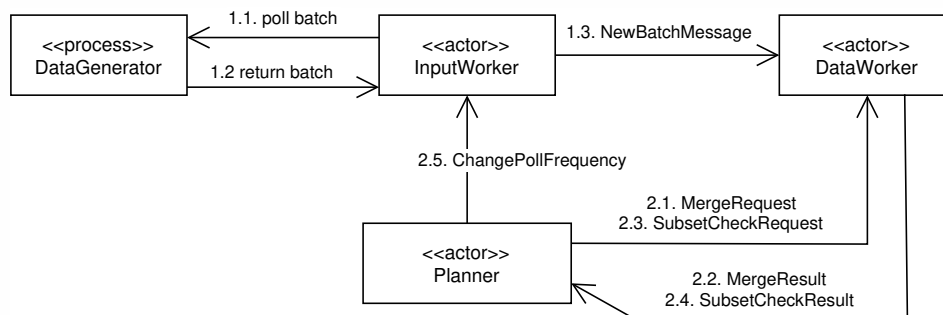 1.1. poll batch
<<process>>
DataGenerator
<<actor>>
InputWorker
1.3. NewBatchMessage
<<actor>>
DataWorker
1.2 return batch
2.5. ChangePollFrequency
2.1. MergeRequest
2.3. SubsetCheckRequest
<<actor>>
Planner
2.2. MergeResult
2.4. SubsetCheckResult